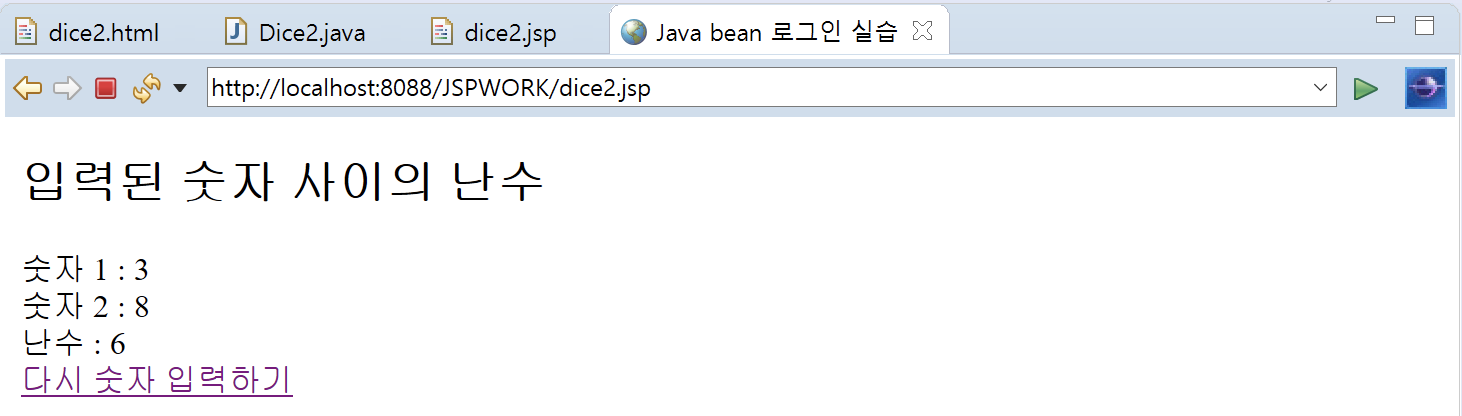 dice2.html Dice2.java dice2.jsp Java bean 로그인 실습
http://localhost:8088/JSPWORK/dice2.jsp
입력된 숫자 사이의 난수
숫자 1 : 3
숫자 2 : 8
난수 : 6
다시 숫자 입력하기